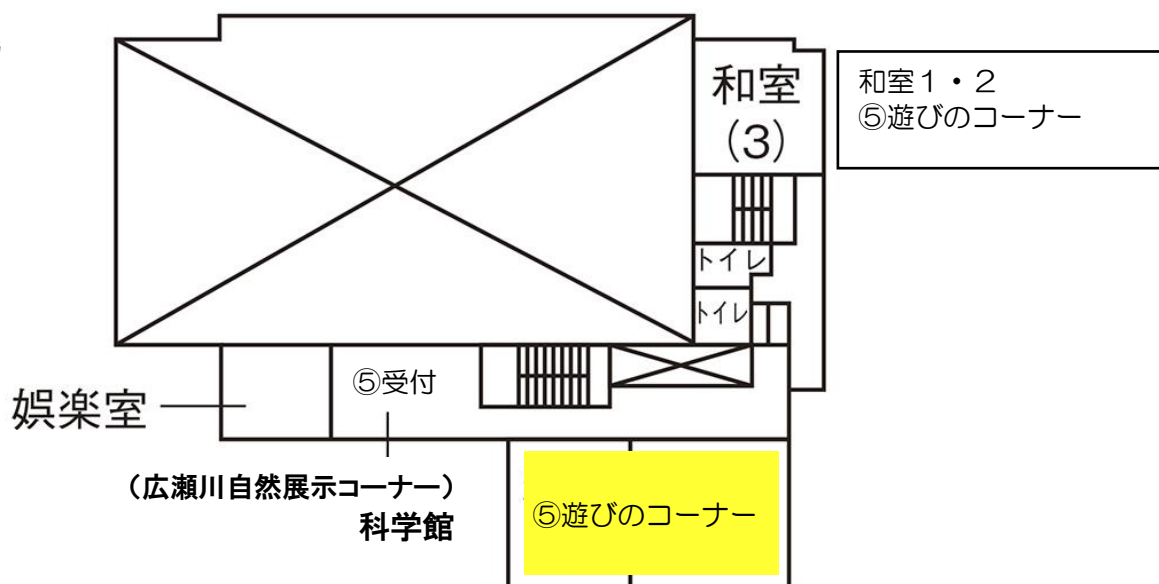 和室
(3)
和室１・２
⑤遊びのコーナー
トイレ
トイレ
⑤受付
娯楽室
（広瀬川自然展示コーナー）
科学館
⑤遊びのコーナー